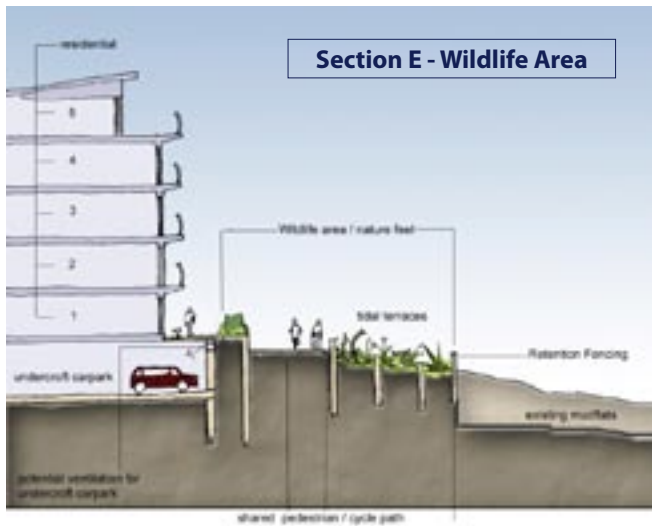 Section E - Wildlife Area
residential
5
4
3
2
1
Wildlife area / nature feel
tidal terraces
Retention Fencing
undercroft carpark
existing mudflats
potential ventilation for
undercroft carpark
shared pedestrian / cycle path